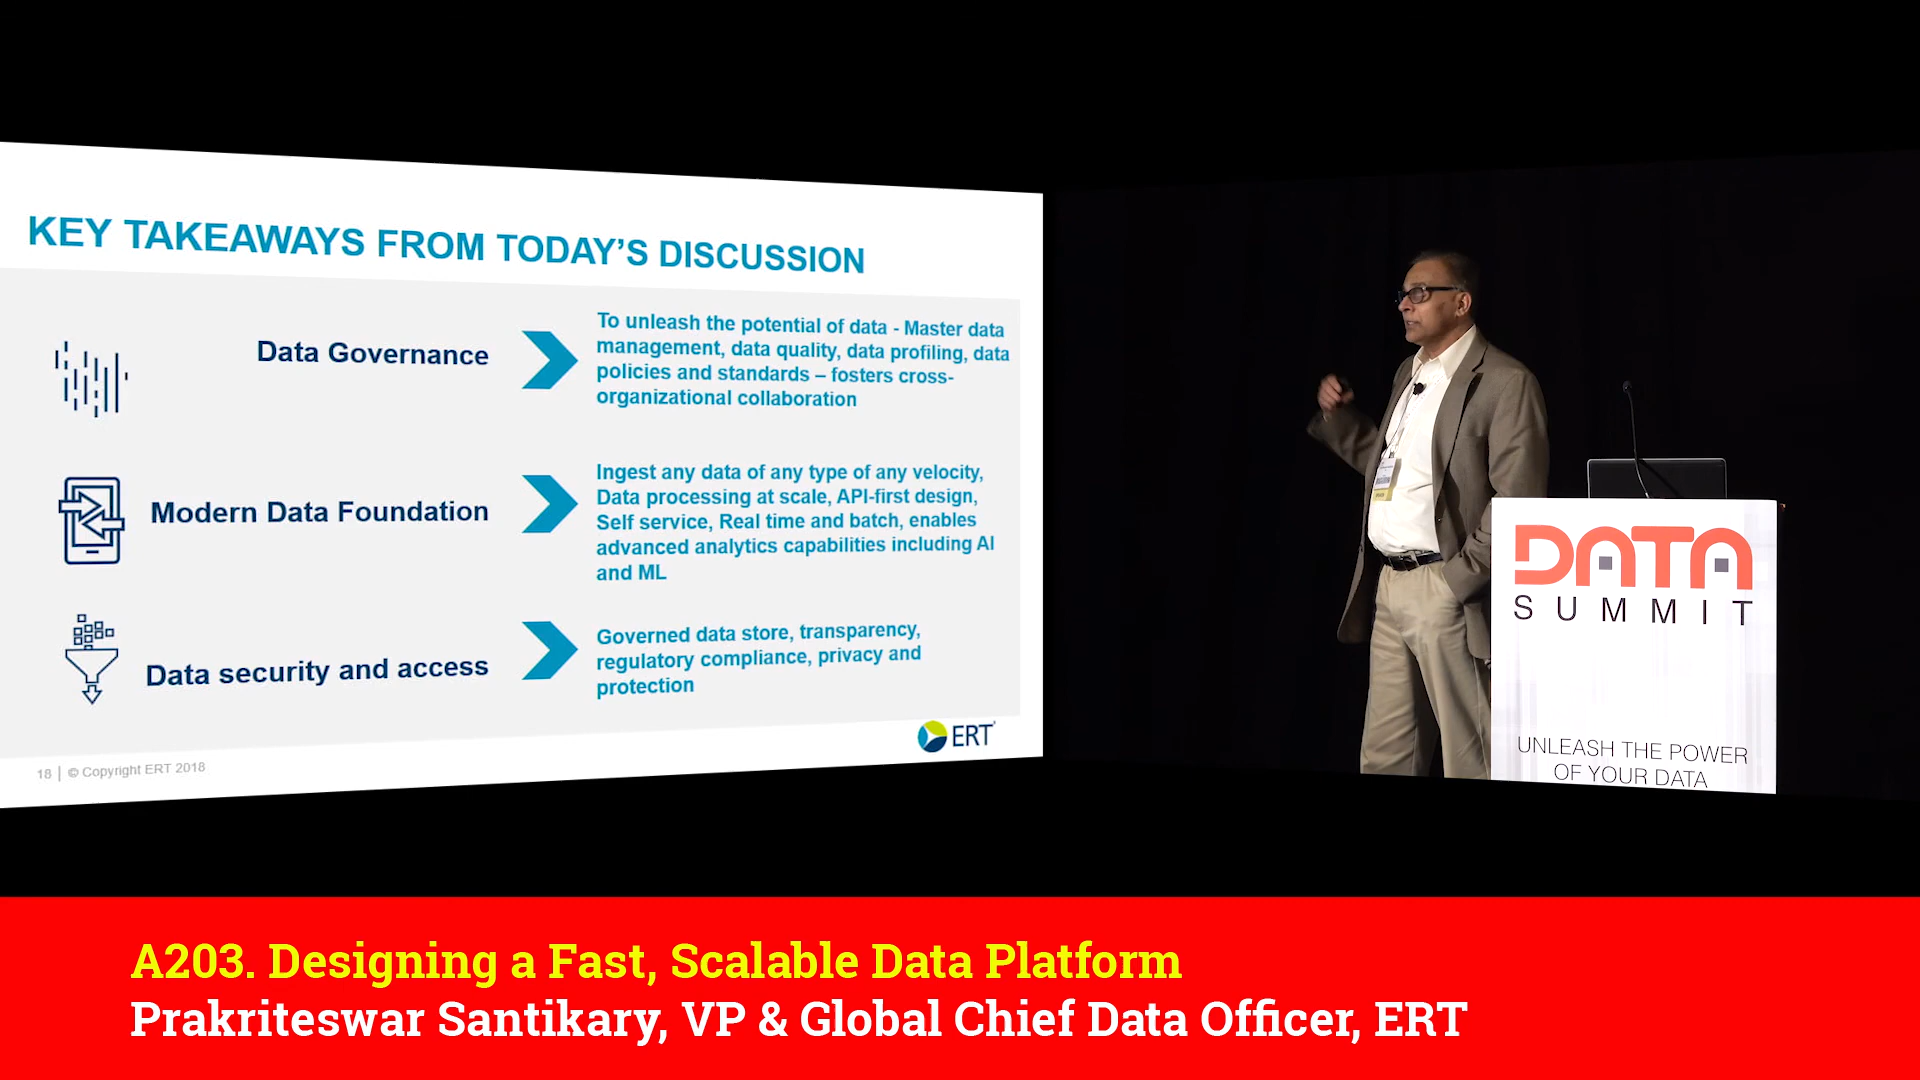 KEY TAKEAWAYS FROM TODAY’S DISCUSSION
Data Governance
To unleash the potential of data - Master data
management, data quality, data profiling, data
policies and standards – fosters cross-
organizational collaboration
Modern Data Foundation
Ingest any data of any type of any velocity,
Data processing at scale, API-first design,
Self service, Real time and batch, enables
advanced analytics capabilities including AI
and ML
Data security and access
Governed data store, transparency,
regulatory compliance, privacy and
protection
ERT
18 | © Copyright ERT 2018
DATA
SUMMIT
UNLEASH THE POWER
OF YOUR DATA
A203. Designing a Fast, Scalable Data Platform
Prakriteswar Santikary, VP & Global Chief Data Officer, ERT